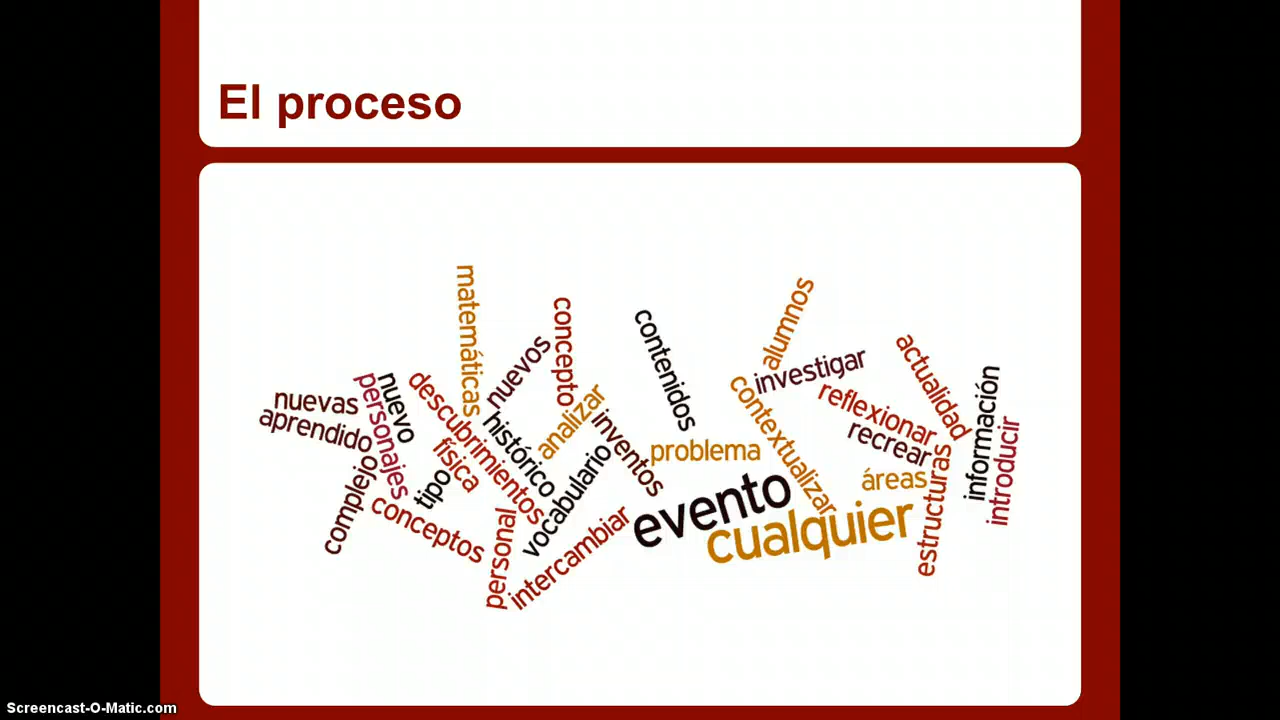 El proceso
matemáticas
concepto
nuevos
contenidos
alumnos
investigar
actualidad
nuevas
aprendido
personajes
nuevo
descubrimientos
histórico
analizar
inventos
problema
contextualizar
reflexionar
recrear
información
introducir
física
tipo
complejo
conceptos
vocabulario
personal
intercambiar
evento
cualquier
áreas
estructuras
Screencast-O-Matic.com